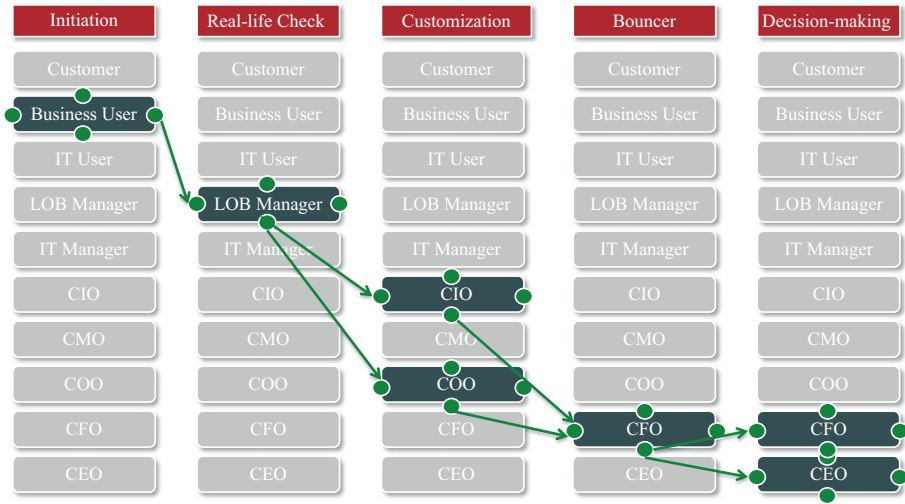 Initiation Real-life Check Customization Bouncer Decision-making
Customer Customer Customer Customer Customer
Business User Business User Business User Business User Business User
IT User IT User IT User IT User IT User
LOB Manager LOB Manager LOB Manager LOB Manager LOB Manager
IT Manager IT Manager IT Manager IT Manager IT Manager
CIO CIO CIO CIO CIO
CMO CMO CMO CMO CMO
COO COO COO COO COO
CFO CFO CFO CFO CFO
CEO CEO CEO CEO CEO